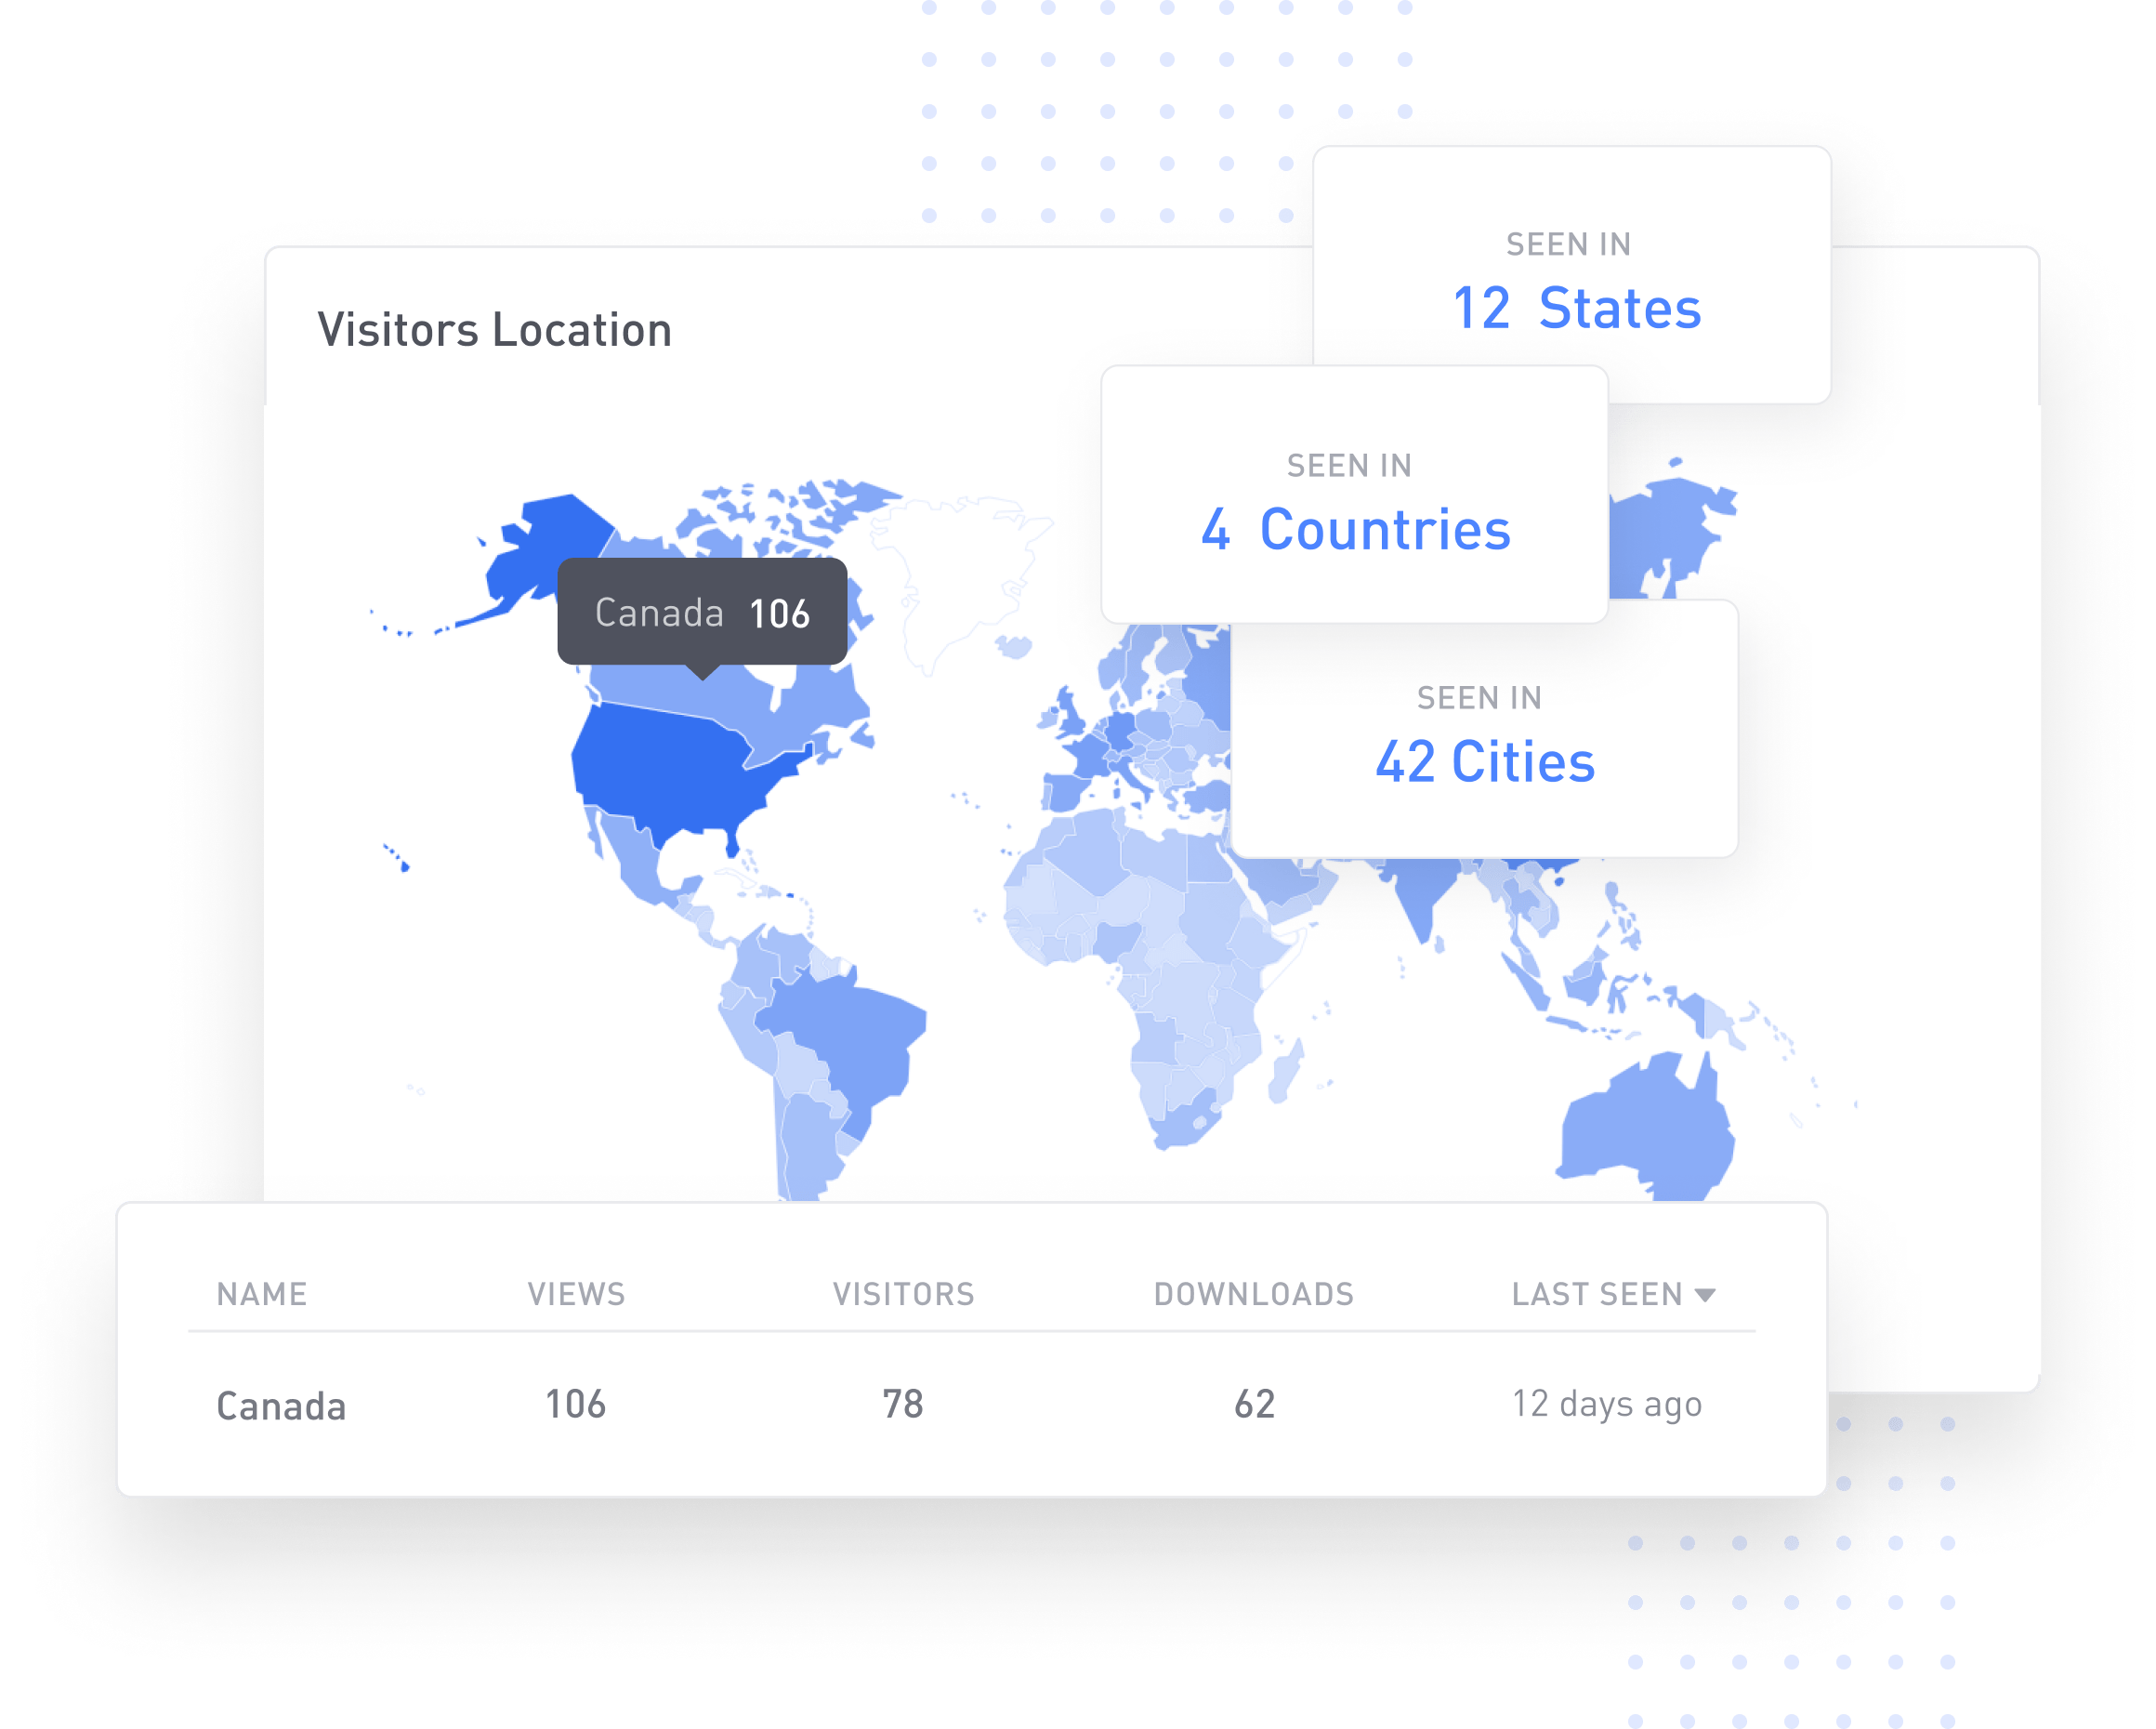 Visitors Location
SEEN IN
12 States
SEEN IN
4 Countries
SEEN IN
42 Cities
Canada 106
NAME VIEWS VISITORS DOWNLOADS LAST SEEN
Canada 106 78 62 12 days ago